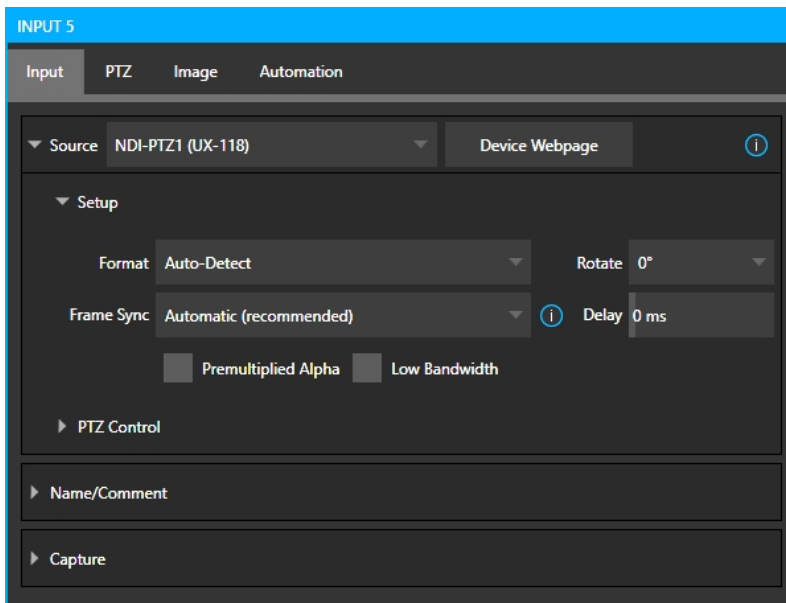 INPUT 5
Input PTZ Image Automation
Source NDI-PTZ1 (UX-118) Device Webpage
Setup
Format Auto-Detect Rotate 0°
Frame Sync Automatic (recommended) Delay 0 ms
Premultiplied Alpha Low Bandwidth
PTZ Control
Name/Comment
Capture